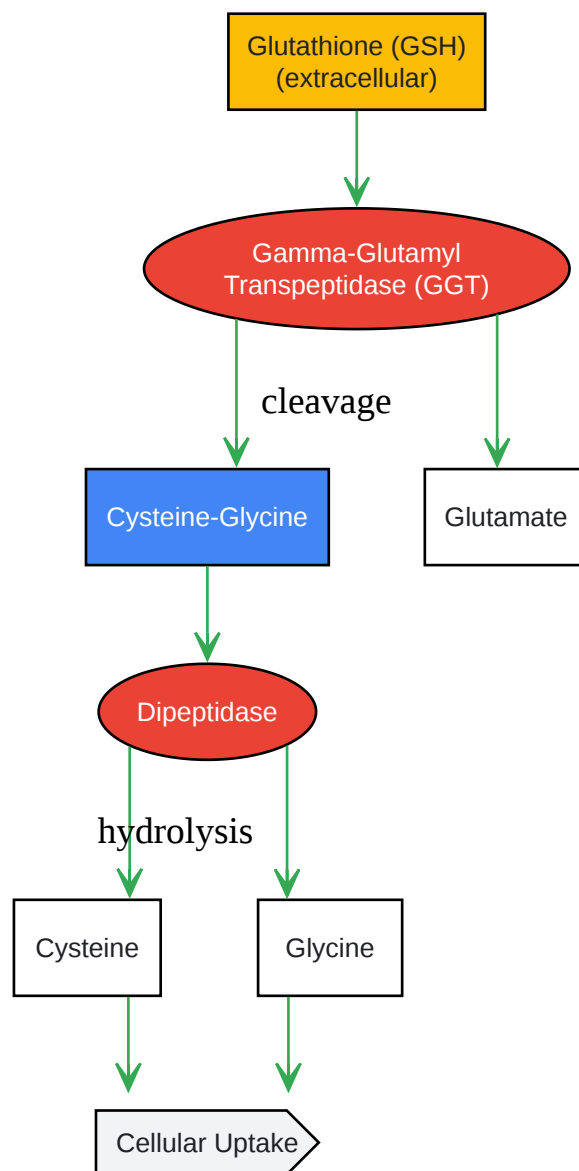 Glutathione (GSH)
(extracellular)
Gamma-Glutamyl
Transpeptidase (GGT)
cleavage
Cysteine-Glycine
Glutamate
Dipeptidase
hydrolysis
Cysteine
Glycine
Cellular Uptake